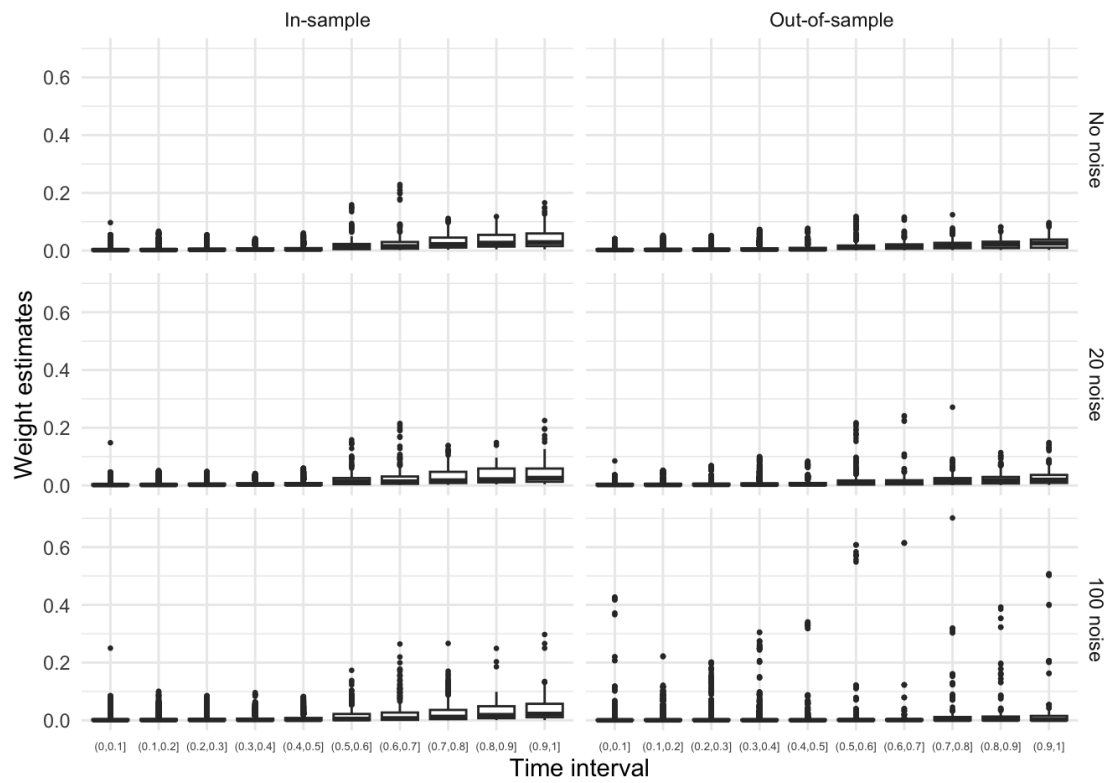 In-sample
Out-of-sample
0.6
0.4
0.2
0.0
No noise
Weight estimates
0.6
0.4
0.2
0.0
20 noise
0.6
0.4
0.2
0.0
100 noise
(0,0.1] (0.1,0.2] (0.2,0.3] (0.3,0.4] (0.4,0.5] (0.5,0.6] (0.6,0.7] (0.7,0.8] (0.8,0.9] (0.9,1]
(0,0.1] (0.1,0.2] (0.2,0.3] (0.3,0.4] (0.4,0.5] (0.5,0.6] (0.6,0.7] (0.7,0.8] (0.8,0.9] (0.9,1]
Time interval